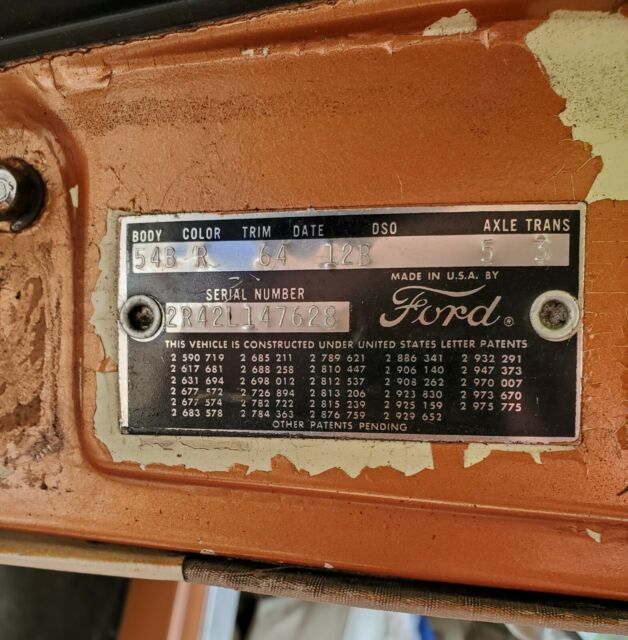 BODY COLOR TRIM DATE DSO AXLE TRANS
54B R 64 12B 5 3
MADE IN U.S.A. BY
SERIAL NUMBER
Ford®
2R42L147628
THIS VEHICLE IS CONSTRUCTED UNDER UNITED STATES LETTER PATENTS
2 590 719 2 685 211 2 789 621 2 886 341 2 932 291
2 617 681 2 688 258 2 810 447 2 906 140 2 947 373
2 631 694 2 698 012 2 812 537 2 908 262 2 970 007
2 677 572 2 726 894 2 813 206 2 923 830 2 973 670
2 677 574 2 782 722 2 815 239 2 925 159 2 975 775
2 683 578 2 784 363 2 876 759 2 929 652
OTHER PATENTS PENDING